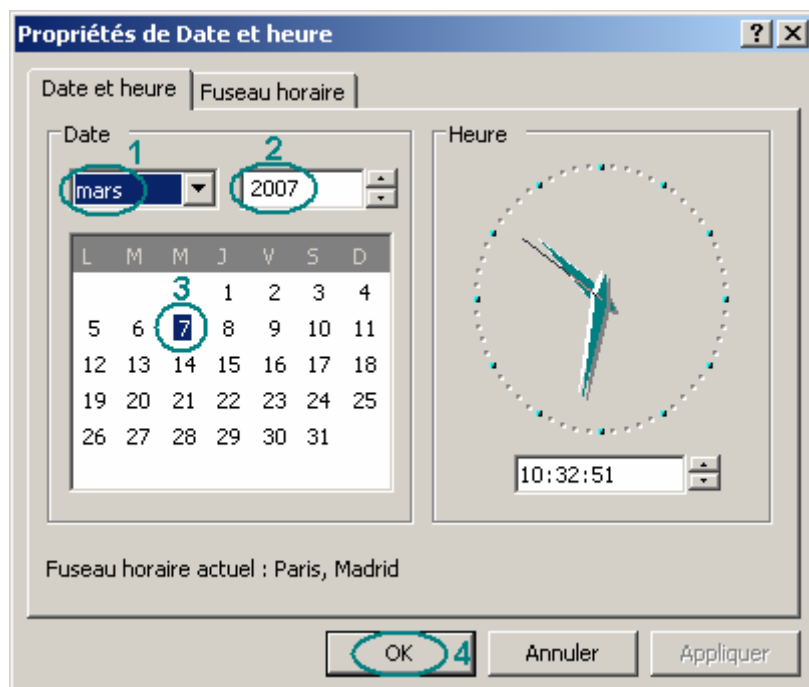 Propriétés de Date et heure
Date et heure Fuseau horaire
Date Heure
1 2
mars 2007
L M M J V S D
3
1 2 3 4
5 6 7 8 9 10 11
12 13 14 15 16 17 18
19 20 21 22 23 24 25
26 27 28 29 30 31
10:32:51
Fuseau horaire actuel : Paris, Madrid
OK 4 Annuler Appliquer